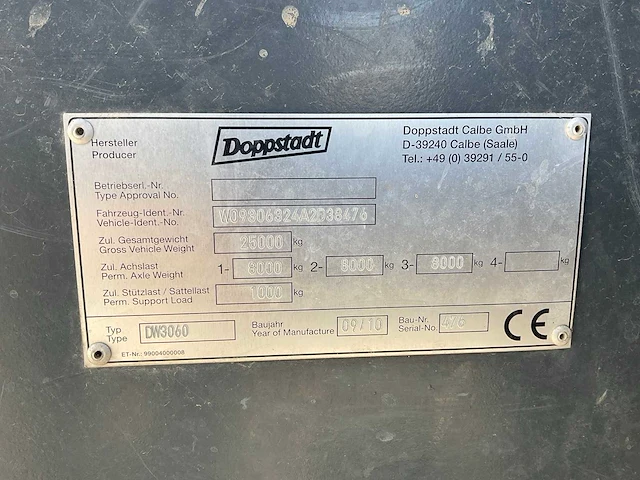 Hersteller
Producer
Doppstadt
Doppstadt Calbe GmbH
D-39240 Calbe (Saale)
Tel.: +49 (0) 39291 / 55-0
Betriebserl.-Nr.
Type Approval No.
Fahrzeug-Ident.-Nr.
Vehicle-Ident.-No.
W09806324A2D38476
Zul. Gesamtgewicht
Gross Vehicle Weight
25000 kg
Zul. Achslast
Perm. Axle Weight
1- 8000 kg 2- 8000 kg 3- 8000 kg 4- kg
Zul. Stützlast / Sattellast
Perm. Support Load
1000 kg
Typ
Type
DW3060
Baujahr
Year of Manufacture
09/10
Bau-Nr.
Serial-No.
476
CE
ET-Nr.: 99004000008